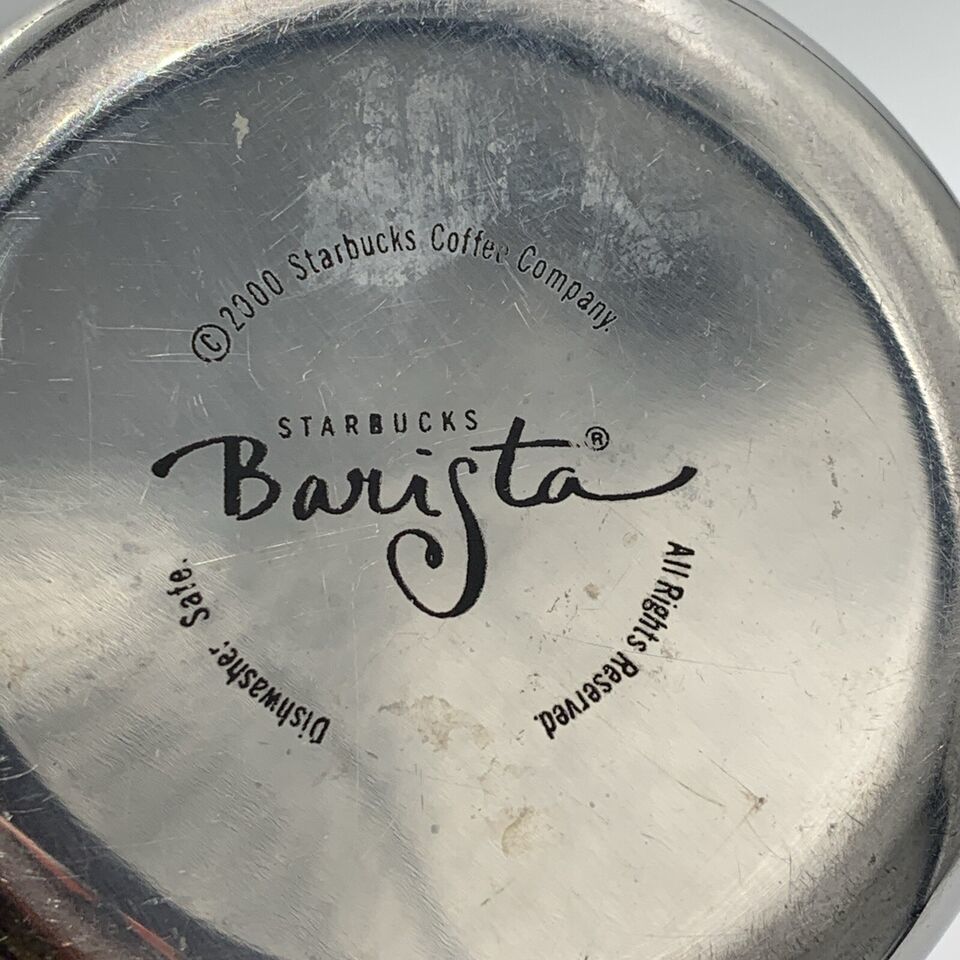 © 2000 Starbucks Coffee Company.
STARBUCKS
Barista®
All Rights Reserved.
Dishwasher Safe.